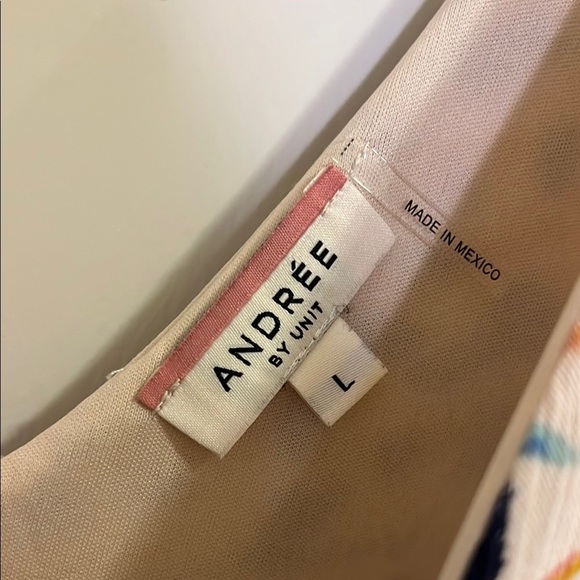 ANDRÉE
BY UNIT
L
MADE IN MEXICO